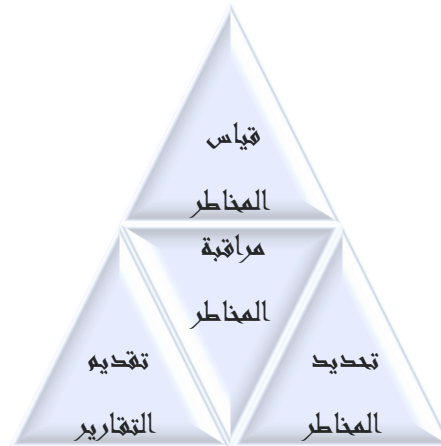 قياس
المخاطر
مراقبة
المخاطر
تحديد
المخاطر
تقديم
التقارير